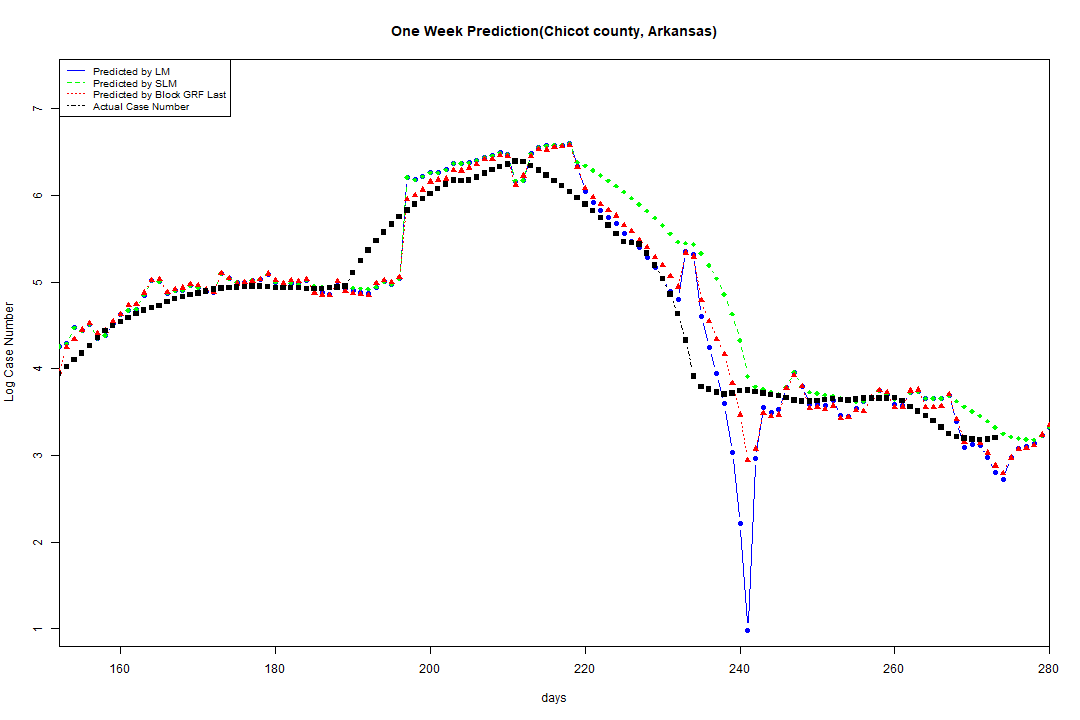 One Week Prediction(Chicot county, Arkansas)
Predicted by LM
Predicted by SLM
Predicted by Block GRF Last
Actual Case Number
7
6
5
4
3
2
1
Log Case Number
160 180 200 220 240 260 280
days